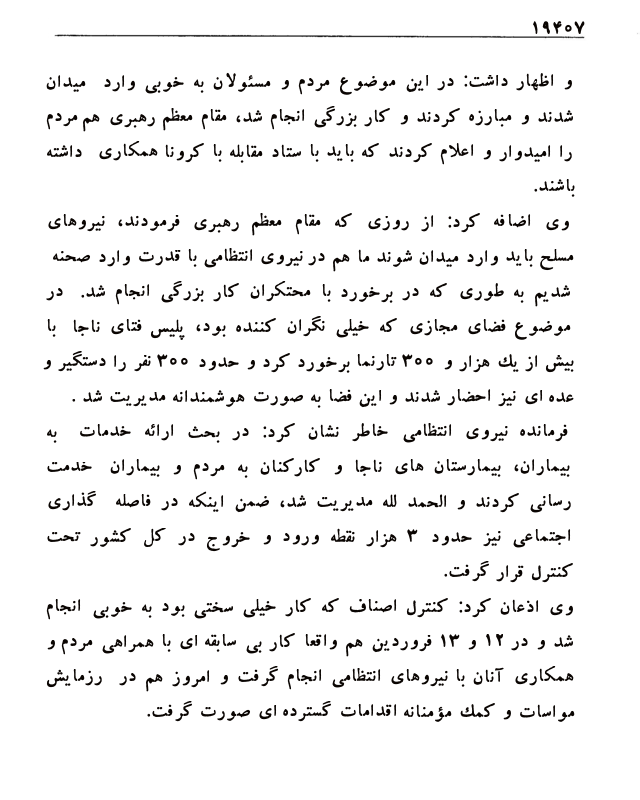 ۱۹۴۰۷
و اظهار داشت: در این موضوع مردم و مسئولان به خوبی وارد میدان
شدند و مبارزه کردند و کار بزرگی انجام شد، مقام معظم رهبری هم مردم
را امیدوار و اعلام کردند که باید با ستاد مقابله با کرونا همکاری داشته
باشند.
وی اضافه کرد: از روزی که مقام معظم رهبری فرمودند، نیروهای
مسلح باید وارد میدان شوند ما هم در نیروی انتظامی با قدرت وارد صحنه
شدیم به طوری که در برخورد با محتکران کار بزرگی انجام شد. در
موضوع فضای مجازی که خیلی نگران کننده بود، پلیس فتای ناجا با
بیش از یك هزار و ۳۰۰ تارنما برخورد کرد و حدود ۳۰۰ نفر را دستگیر و
عده ای نیز احضار شدند و این فضا به صورت هوشمندانه مدیریت شد .
فرمانده نیروی انتظامی خاطر نشان کرد: در بحث ارائه خدمات به
بیماران، بیمارستان های ناجا و کارکنان به مردم و بیماران خدمت
رسانی کردند و الحمد لله مدیریت شد، ضمن اینکه در فاصله گذاری
اجتماعی نیز حدود ۳ هزار نقطه ورود و خروج در کل کشور تحت
کنترل قرار گرفت.
وی اذعان کرد: کنترل اصناف که کار خیلی سختی بود به خوبی انجام
شد و در ۱۲ و ۱۳ فروردین هم واقعا کار بی سابقه ای با همراهی مردم و
همکاری آنان با نیروهای انتظامی انجام گرفت و امروز هم در رزمایش
مواسات و کمك مؤمنانه اقدامات گسترده ای صورت گرفت.